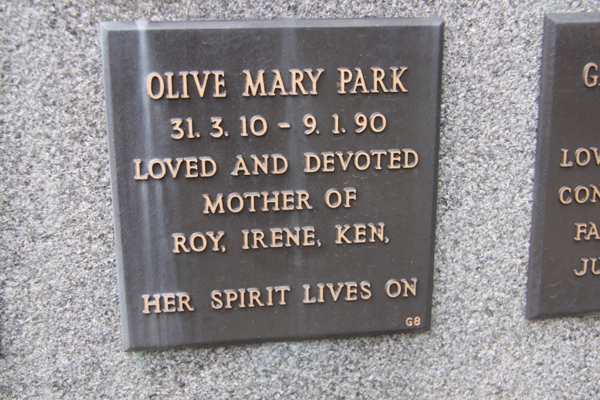 OLIVE MARY PARK
31. 3. 10 - 9. 1. 90
LOVED AND DEVOTED
MOTHER OF
ROY, IRENE, KEN,
HER SPIRIT LIVES ON
GB